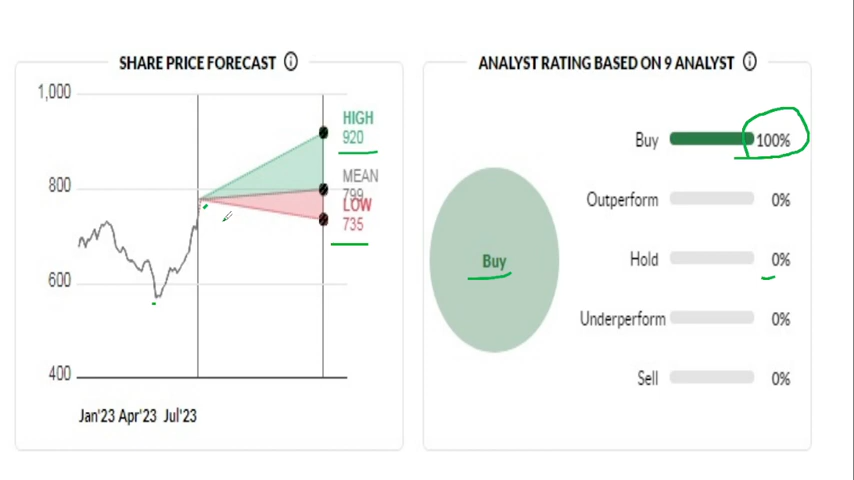 SHARE PRICE FORECAST
1,000
800
600
400
HIGH
920
MEAN
799
LOW
735
Jan'23 Apr'23 Jul'23
ANALYST RATING BASED ON 9 ANALYST
Buy
Buy 100%
Outperform 0%
Hold 0%
Underperform 0%
Sell 0%